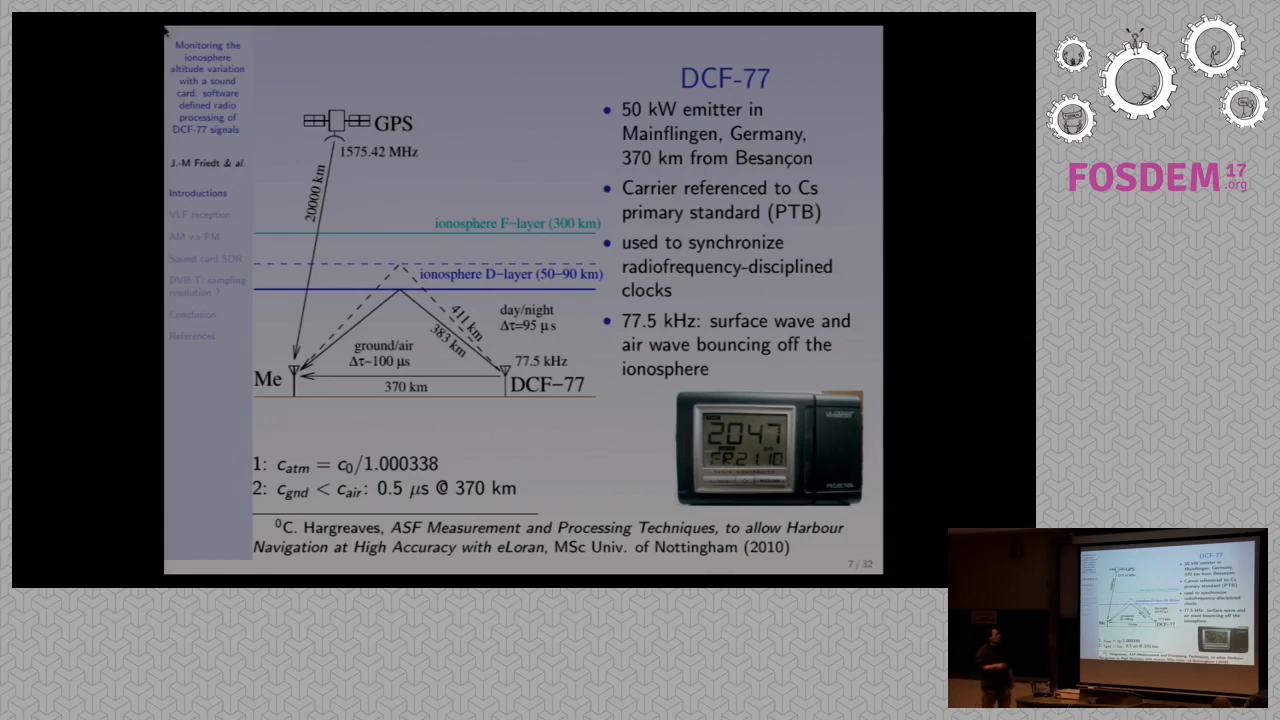 Monitoring the
ionosphere
altitude variation
with a sound
card: software
defined radio
processing of
DCF-77 signals
J.-M Friedt & al.
Introductions
VLF reception
AM v.s PM
Sound card SDR
DVB-T: sampling
resolution ?
Conclusion
References
GPS
1575.42 MHz
20000 km
ionosphere F-layer (300 km)
ionosphere D-layer (50-90 km)
411 km
383 km
day/night
Δτ=95 μs
ground/air
Δτ~100 μs
77.5 kHz
Me
370 km
DCF-77
1: catm = c0/1.000338
2: cgnd < cair: 0.5 μs @ 370 km
DCF-77
• 50 kW emitter in
Mainflingen, Germany,
370 km from Besançon
• Carrier referenced to Cs
primary standard (PTB)
• used to synchronize
radiofrequency-disciplined
clocks
• 77.5 kHz: surface wave and
air wave bouncing off the
ionosphere
2047
PROJECTION
0C. Hargreaves, ASF Measurement and Processing Techniques, to allow Harbour
Navigation at High Accuracy with eLoran, MSc Univ. of Nottingham (2010)
7 / 32
FOSDEM 17
.org